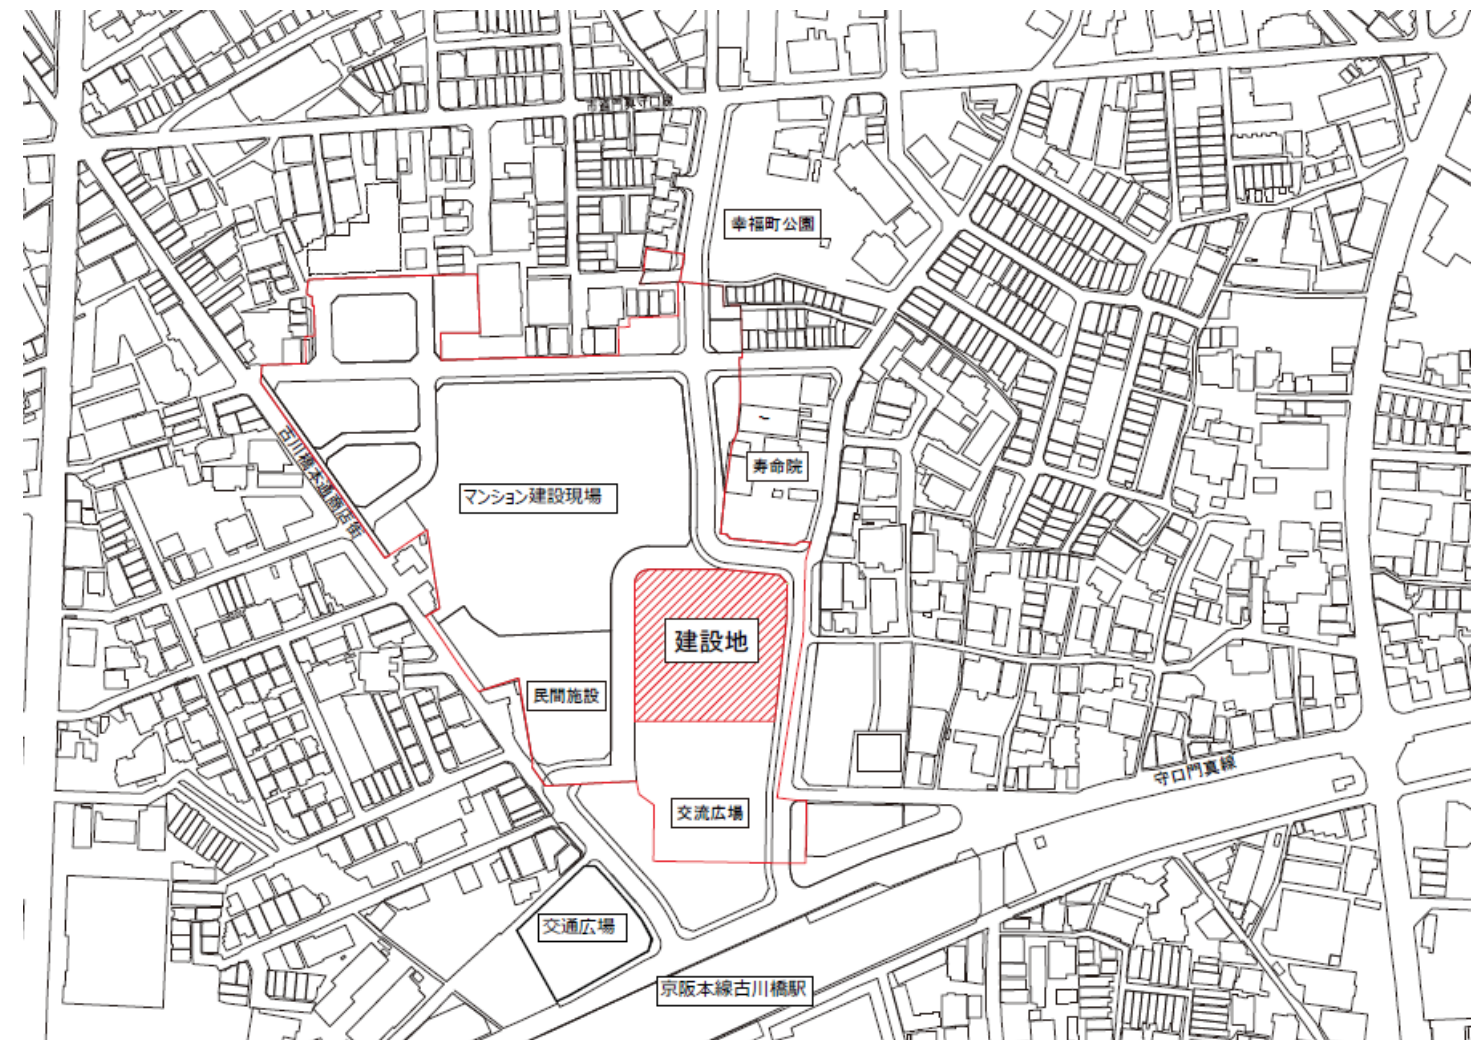 幸福町公園
古川橋本通商店街
寿命院
マンション建設現場
建設地
民間施設
守口門真線
交流広場
交通広場
京阪本線古川橋駅